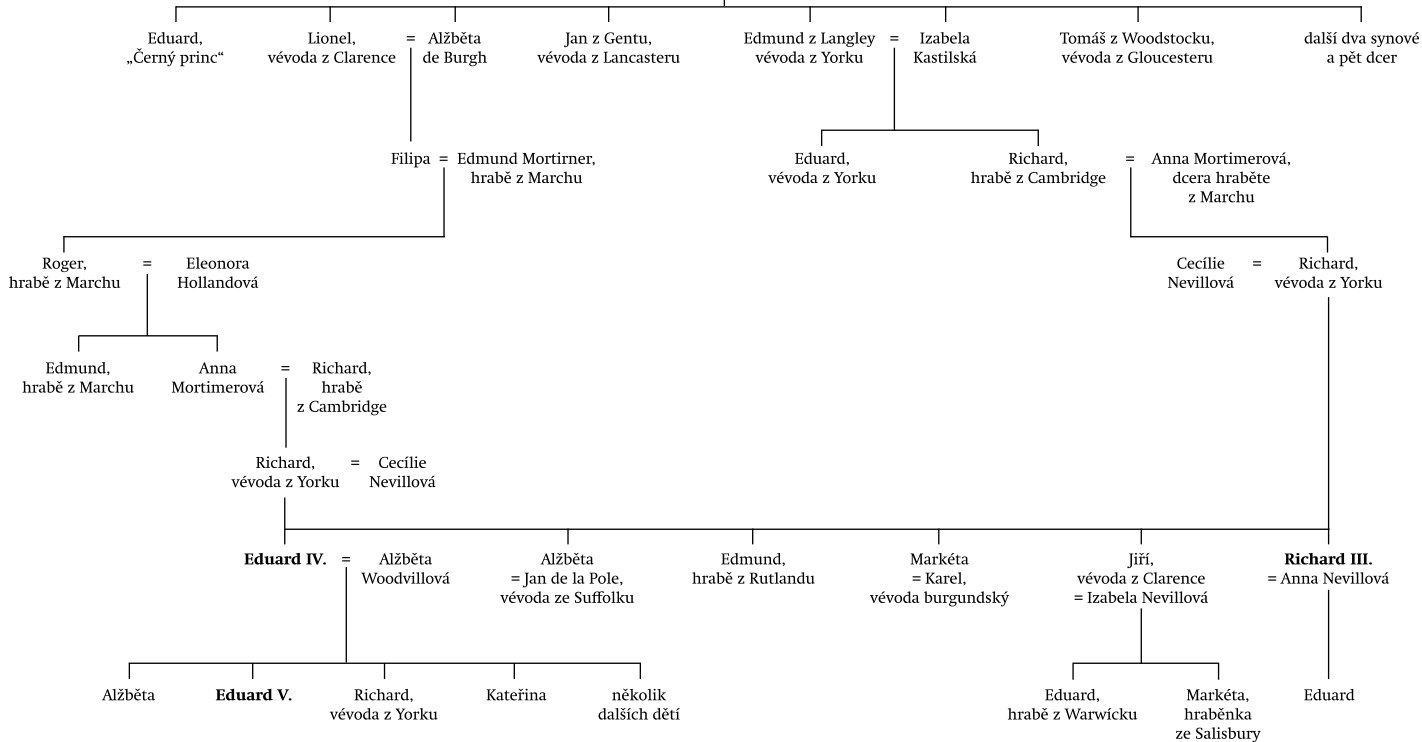 Eduard,
„Černý princ“
Lionel,
vévoda z Clarence
=
Alžběta
de Burgh
Jan z Gentu,
vévoda z Lancasteru
Edmund z Langley
vévoda z Yorku
=
Izabela
Kastilská
Tomáš z Woodstocku,
vévoda z Gloucesteru
další dva synové
a pět dcer
Filipa
=
Edmund Mortirner,
hrabě z Marchu
Eduard,
vévoda z Yorku
Richard,
hrabě z Cambridge
=
Anna Mortimerová,
dcera hraběte
z Marchu
Roger,
hrabě z Marchu
=
Eleonora
Hollandová
Cecílie
Nevillová
=
Richard,
vévoda z Yorku
Edmund,
hrabě z Marchu
Anna
Mortimerová
=
Richard,
hrabě
z Cambridge
Richard,
vévoda z Yorku
=
Cecílie
Nevillová
Eduard IV.
=
Alžběta
Woodvillová
Alžběta
= Jan de la Pole,
vévoda ze Suffolku
Edmund,
hrabě z Rutlandu
Markéta
= Karel,
vévoda burgundský
Jiří,
vévoda z Clarence
= Izabela Nevillová
Richard III.
= Anna Nevillová
Alžběta
Eduard V.
Richard,
vévoda z Yorku
Kateřina
několik
dalších dětí
Eduard,
hrabě z Warwícku
Markéta,
hraběnka
ze Salisbury
Eduard